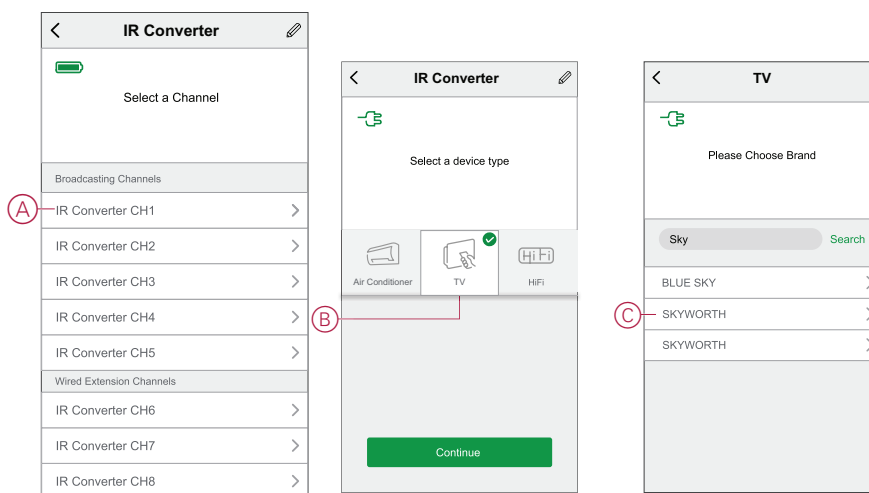 IR Converter
Select a Channel
Broadcasting Channels
A
IR Converter CH1
IR Converter CH2
IR Converter CH3
IR Converter CH4
IR Converter CH5
Wired Extension Channels
IR Converter CH6
IR Converter CH7
IR Converter CH8
IR Converter
Select a device type
Air Conditioner
TV
HiFi
HiFi
B
Continue
TV
Please Choose Brand
Sky
Search
BLUE SKY
C
SKYWORTH
SKYWORTH